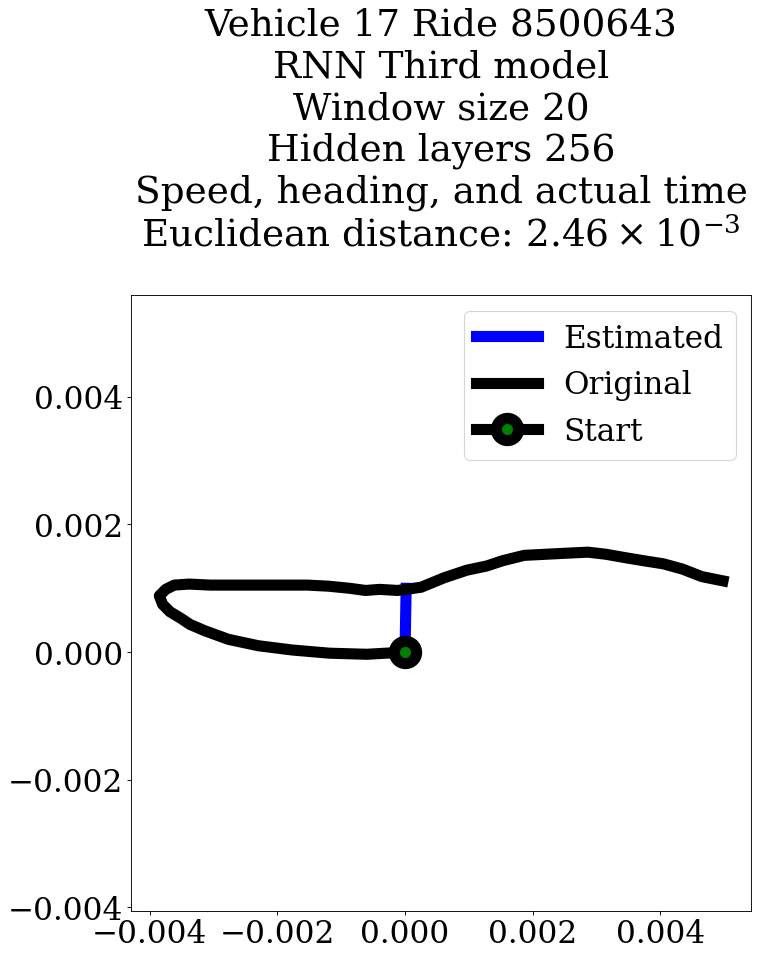 Vehicle 17 Ride 8500643
RNN Third model
Window size 20
Hidden layers 256
Speed, heading, and actual time
Euclidean distance: 2.46 × 10⁻³
Estimated
Original
Start
0.004
0.002
0.000
−0.002
−0.004
−0.004 −0.002 0.000 0.002 0.004